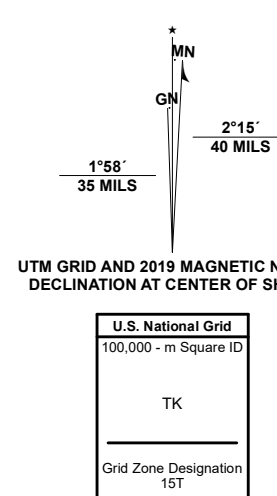 ★
MN
GN
2°15´
40 MILS
1°58´
35 MILS
UTM GRID AND 2019 MAGNETIC N
DECLINATION AT CENTER OF S
U.S. National Grid
100,000 - m Square ID
TK
Grid Zone Designation
15T